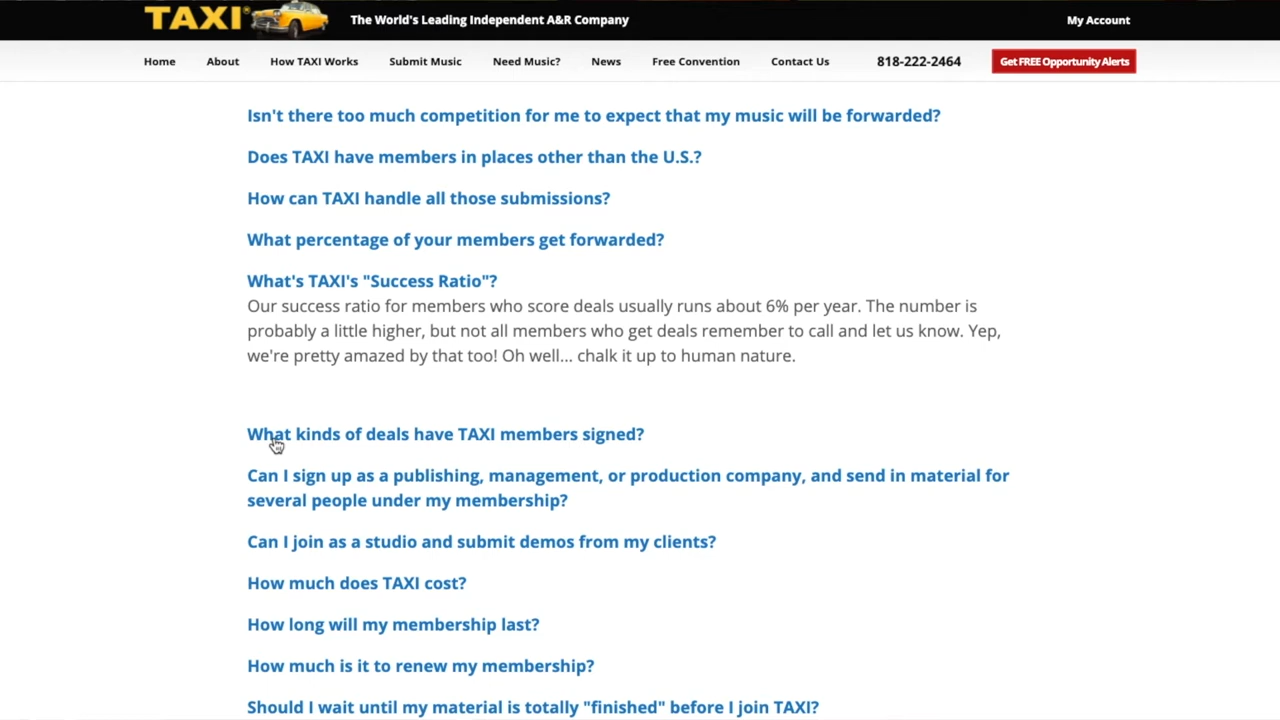 TAXI®
The World's Leading Independent A&R Company
My Account
Home
About
How TAXI Works
Submit Music
Need Music?
News
Free Convention
Contact Us
818-222-2464
Get FREE Opportunity Alerts
Isn't there too much competition for me to expect that my music will be forwarded?
Does TAXI have members in places other than the U.S.?
How can TAXI handle all those submissions?
What percentage of your members get forwarded?
What's TAXI's "Success Ratio"?
Our success ratio for members who score deals usually runs about 6% per year. The number is
probably a little higher, but not all members who get deals remember to call and let us know. Yep,
we're pretty amazed by that too! Oh well... chalk it up to human nature.
What kinds of deals have TAXI members signed?
Can I sign up as a publishing, management, or production company, and send in material for
several people under my membership?
Can I join as a studio and submit demos from my clients?
How much does TAXI cost?
How long will my membership last?
How much is it to renew my membership?
Should I wait until my material is totally "finished" before I join TAXI?